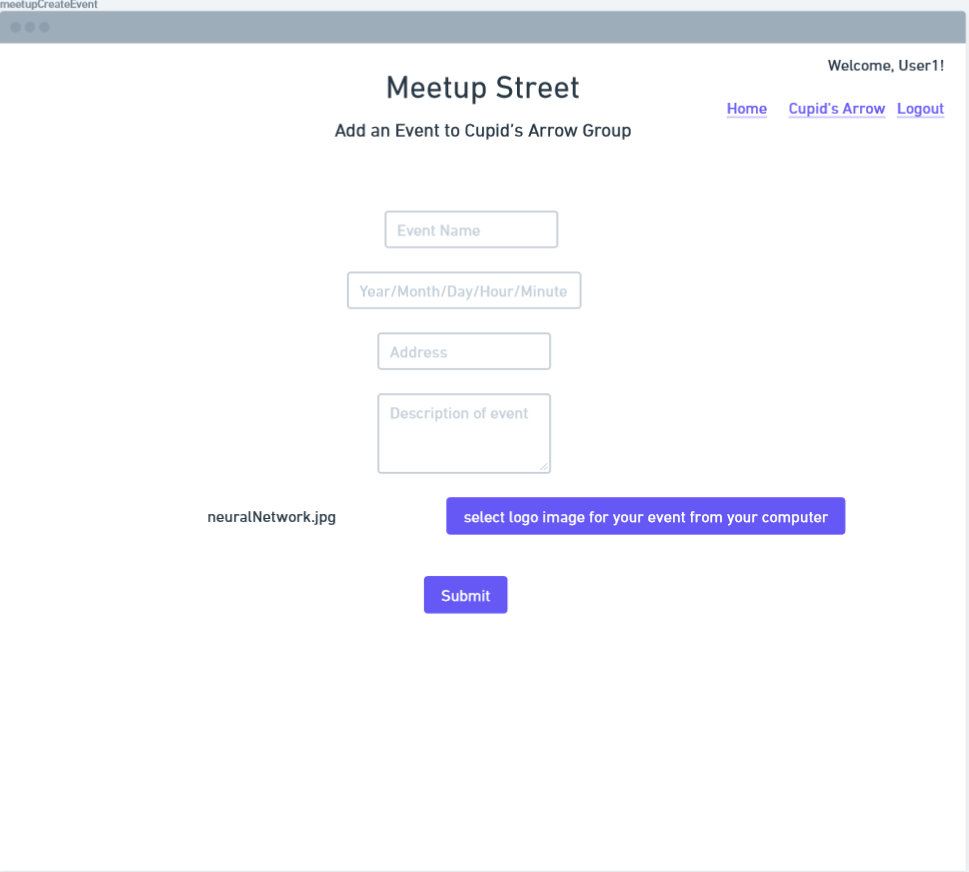 meetupCreateEvent
Welcome, User1!
Meetup Street
Home Cupid's Arrow Logout
Add an Event to Cupid's Arrow Group
Event Name
Year/Month/Day/Hour/Minute
Address
Description of event
neuralNetwork.jpg select logo image for your event from your computer
Submit